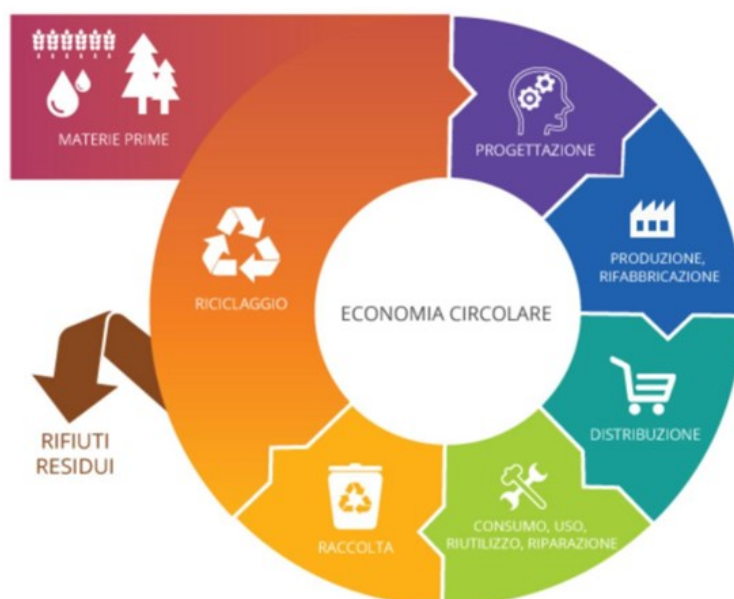 MATERIE PRIME
PROGETTAZIONE
PRODUZIONE,
RIFABBRICAZIONE
RICICLAGGIO
ECONOMIA CIRCOLARE
DISTRIBUZIONE
RIFIUTI
RESIDUI
CONSUMO, USO,
RIUTILIZZO, RIPARAZIONE
RACCOLTA